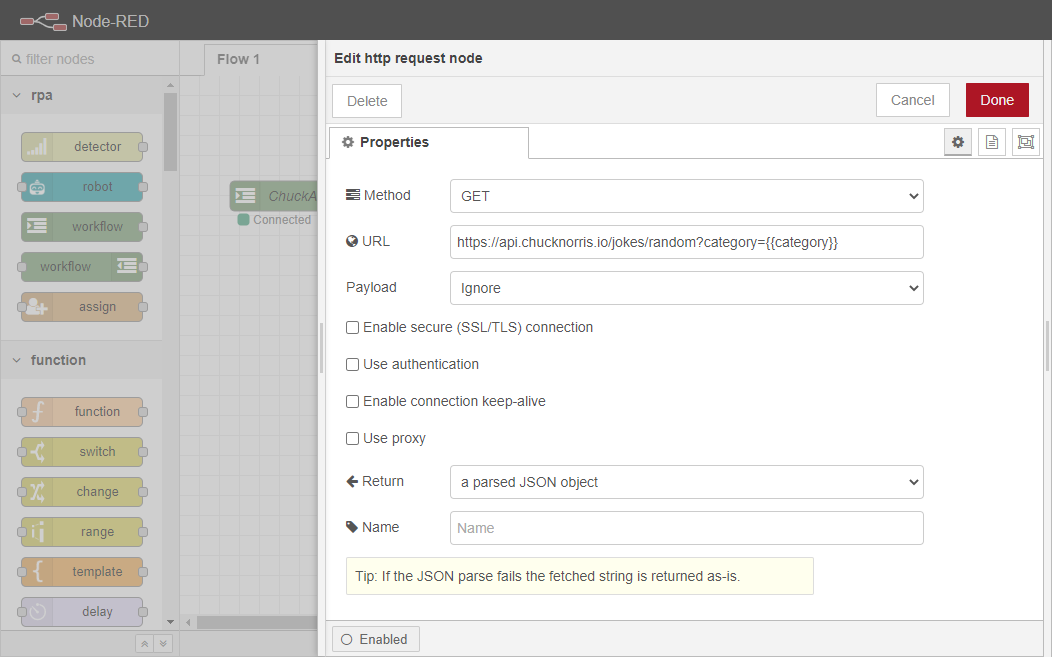 Node-RED
filter nodes
Flow 1
rpa
detector
robot
workflow
workflow
assign
function
function
switch
change
range
template
delay
ChuckA
Connected
Edit http request node
Delete
Cancel
Done
Properties
Method
GET
URL
https://api.chucknorris.io/jokes/random?category={{category}}
Payload
Ignore
Enable secure (SSL/TLS) connection
Use authentication
Enable connection keep-alive
Use proxy
Return
a parsed JSON object
Name
Name
Tip: If the JSON parse fails the fetched string is returned as-is.
Enabled